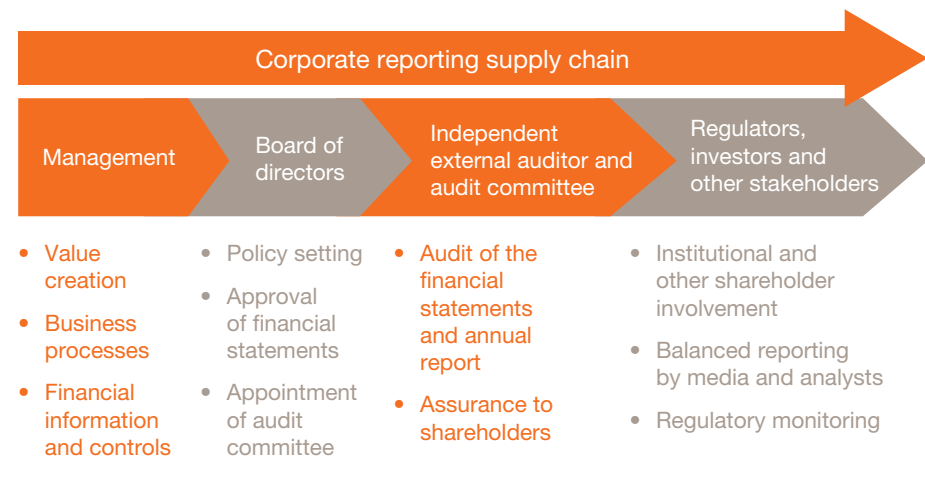 Corporate reporting supply chain
Management
Board of
directors
Independent
external auditor and
audit committee
Regulators,
investors and
other stakeholders
• Value
creation
• Business
processes
• Financial
information
and controls
• Policy setting
• Approval
of financial
statements
• Appointment
of audit
committee
• Audit of the
financial
statements
and annual
report
• Assurance to
shareholders
• Institutional and
other shareholder
involvement
• Balanced reporting
by media and analysts
• Regulatory monitoring